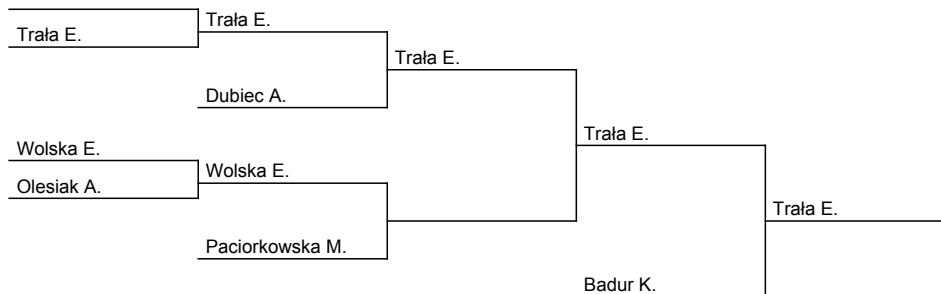 Trała E.
Trała E.
Trała E.
Dubiec A.
Trała E.
Wolska E.
Wolska E.
Olesiak A.
Trała E.
Paciorkowska M.
Badur K.